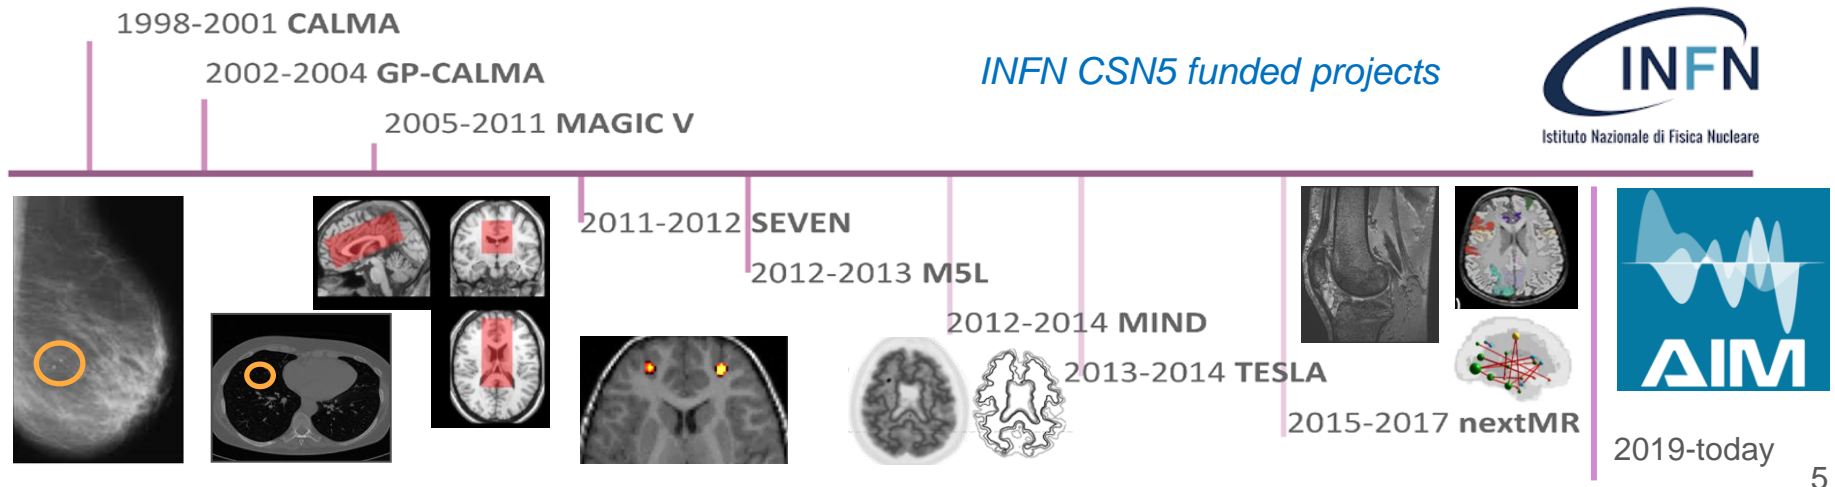 1998-2001 CALMA
2002-2004 GP-CALMA
2005-2011 MAGIC V
INFN CSN5 funded projects
INFN
Istituto Nazionale di Fisica Nucleare
2011-2012 SEVEN
2012-2013 M5L
2012-2014 MIND
2013-2014 TESLA
2015-2017 nextMR
)
AIM
2019-today
5